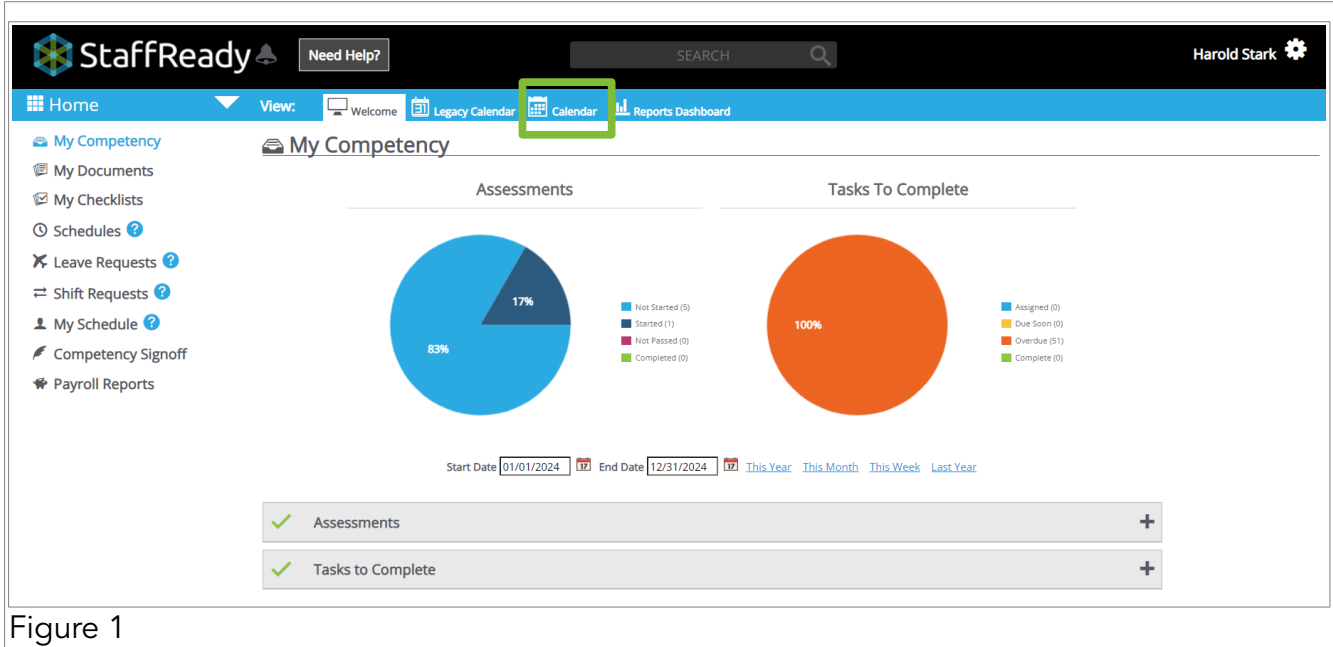 StaffReady Need Help? SEARCH Harold Stark
Home View: Welcome 31 Legacy Calendar Calendar Reports Dashboard
My Competency
My Documents
My Checklists
Schedules ?
Leave Requests ?
Shift Requests ?
My Schedule ?
Competency Signoff
Payroll Reports
My Competency
Assessments
17%
83%
Not Started (5)
Started (1)
Not Passed (0)
Completed (0)
Tasks To Complete
100%
Assigned (0)
Due Soon (0)
Overdue (51)
Complete (0)
Start Date 01/01/2024 17 End Date 12/31/2024 17 This Year This Month This Week Last Year
Assessments +
Tasks to Complete +
Figure 1